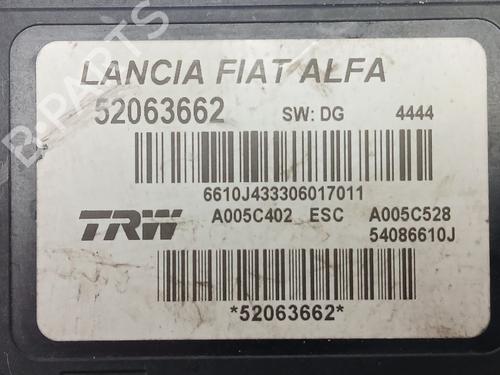 LANCIA FIAT ALFA
52063662 SW: DG 4444
6610J433306017011
TRW A005C402 ESC A005C528
54086610J
*52063662*
B-PARTS